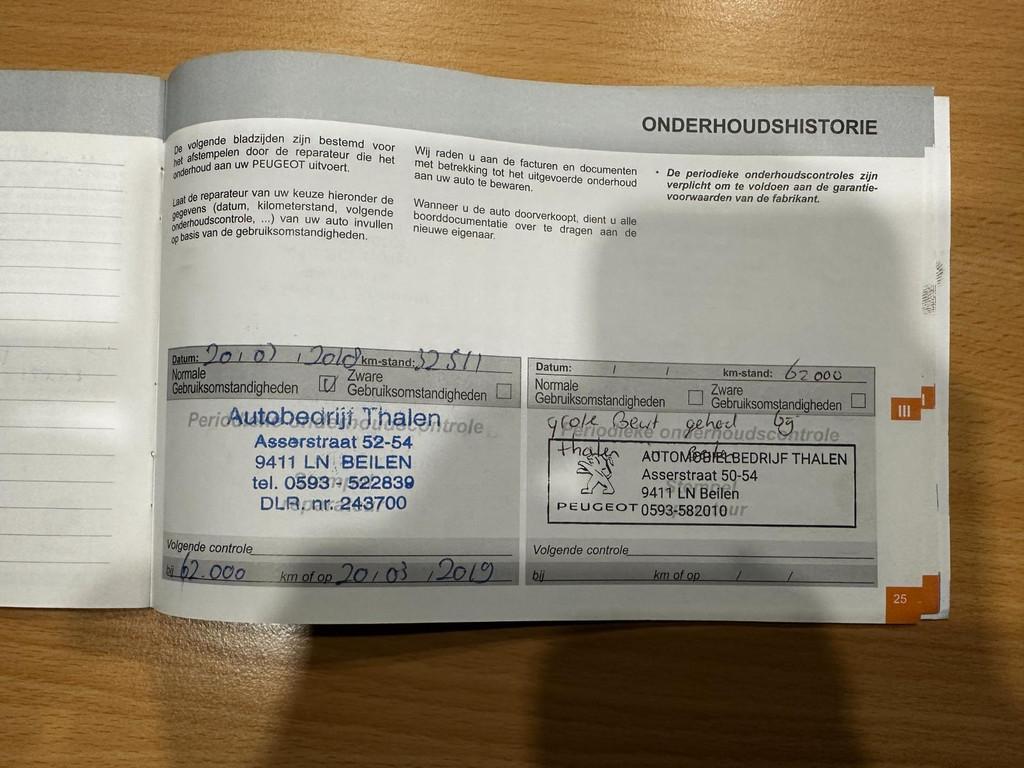 ONDERHOUDSHISTORIE
De volgende bladzijden zijn bestemd voor
het afstempelen door de reparateur die het
onderhoud aan uw PEUGEOT uitvoert.
Laat de reparateur van uw keuze hieronder de
gegevens (datum, kilometerstand, volgende
onderhoudscontrole, ...) van uw auto invullen
op basis van de gebruiksomstandigheden.
Wij raden u aan de facturen en documenten
met betrekking tot het uitgevoerde onderhoud
aan uw auto te bewaren.
Wanneer u de auto doorverkoopt, dient u alle
boorddocumentatie over te dragen aan de
nieuwe eigenaar.
• De periodieke onderhoudscontroles zijn
verplicht om te voldoen aan de garantie-
voorwaarden van de fabrikant.
Datum: 20/03/2018 km-stand: 32511
Normale
Gebruiksomstandigheden
Zware
Gebruiksomstandigheden
Periodieke onderhoudscontrole
Autobedrijf Thalen
Asserstraat 52-54
9411 LN BEILEN
tel. 0593 - 522839
DLR. nr. 243700
Volgende controle
bij 62.000 km of op 20/03/2019
Datum: / / km-stand: 62000
Normale
Gebruiksomstandigheden
Zware
Gebruiksomstandigheden
grote Beurt gehad bij
Periodieke onderhoudscontrole
thalen
AUTOMOBIELBEDRIJF THALEN
Asserstraat 50-54
9411 LN Beilen
Stempel
PEUGEOT 0593-582010
Volgende controle
bij km of op / /
III
25